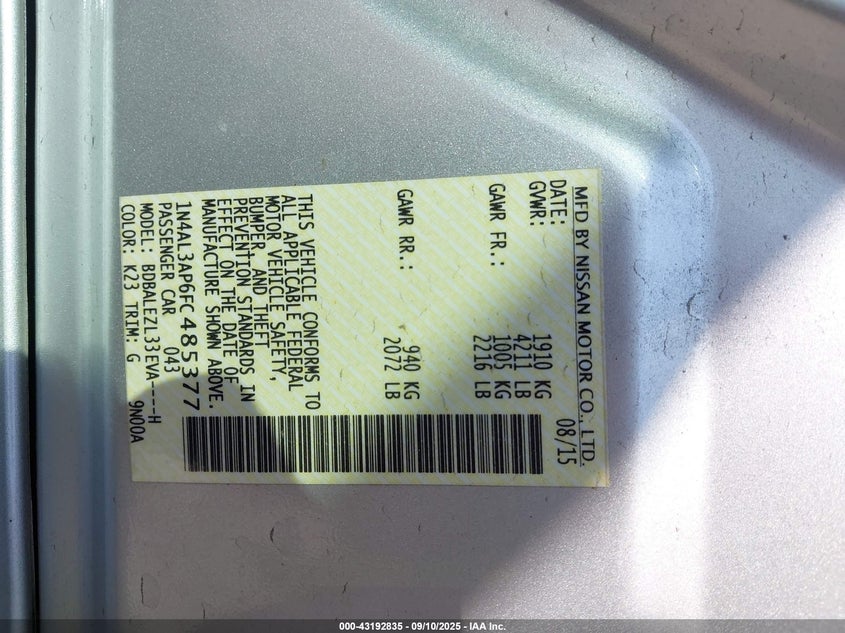 MFD BY NISSAN MOTOR CO., LTD.
DATE: 08/15
GVWR: 1910 KG
4211 LB
GAWR FR.: 1005 KG
2216 LB
GAWR RR.: 940 KG
2072 LB
THIS VEHICLE CONFORMS TO
ALL APPLICABLE FEDERAL
MOTOR VEHICLE SAFETY,
BUMPER, AND THEFT
PREVENTION STANDARDS IN
EFFECT ON THE DATE OF
MANUFACTURE SHOWN ABOVE.
1N4AL3AP6FC485377
PASSENGER CAR 043
MODEL: BDBALEZL33EVA----H
COLOR: K23 TRIM: G 9N00A
000-43192835 - 09/10/2025 - IAA Inc.